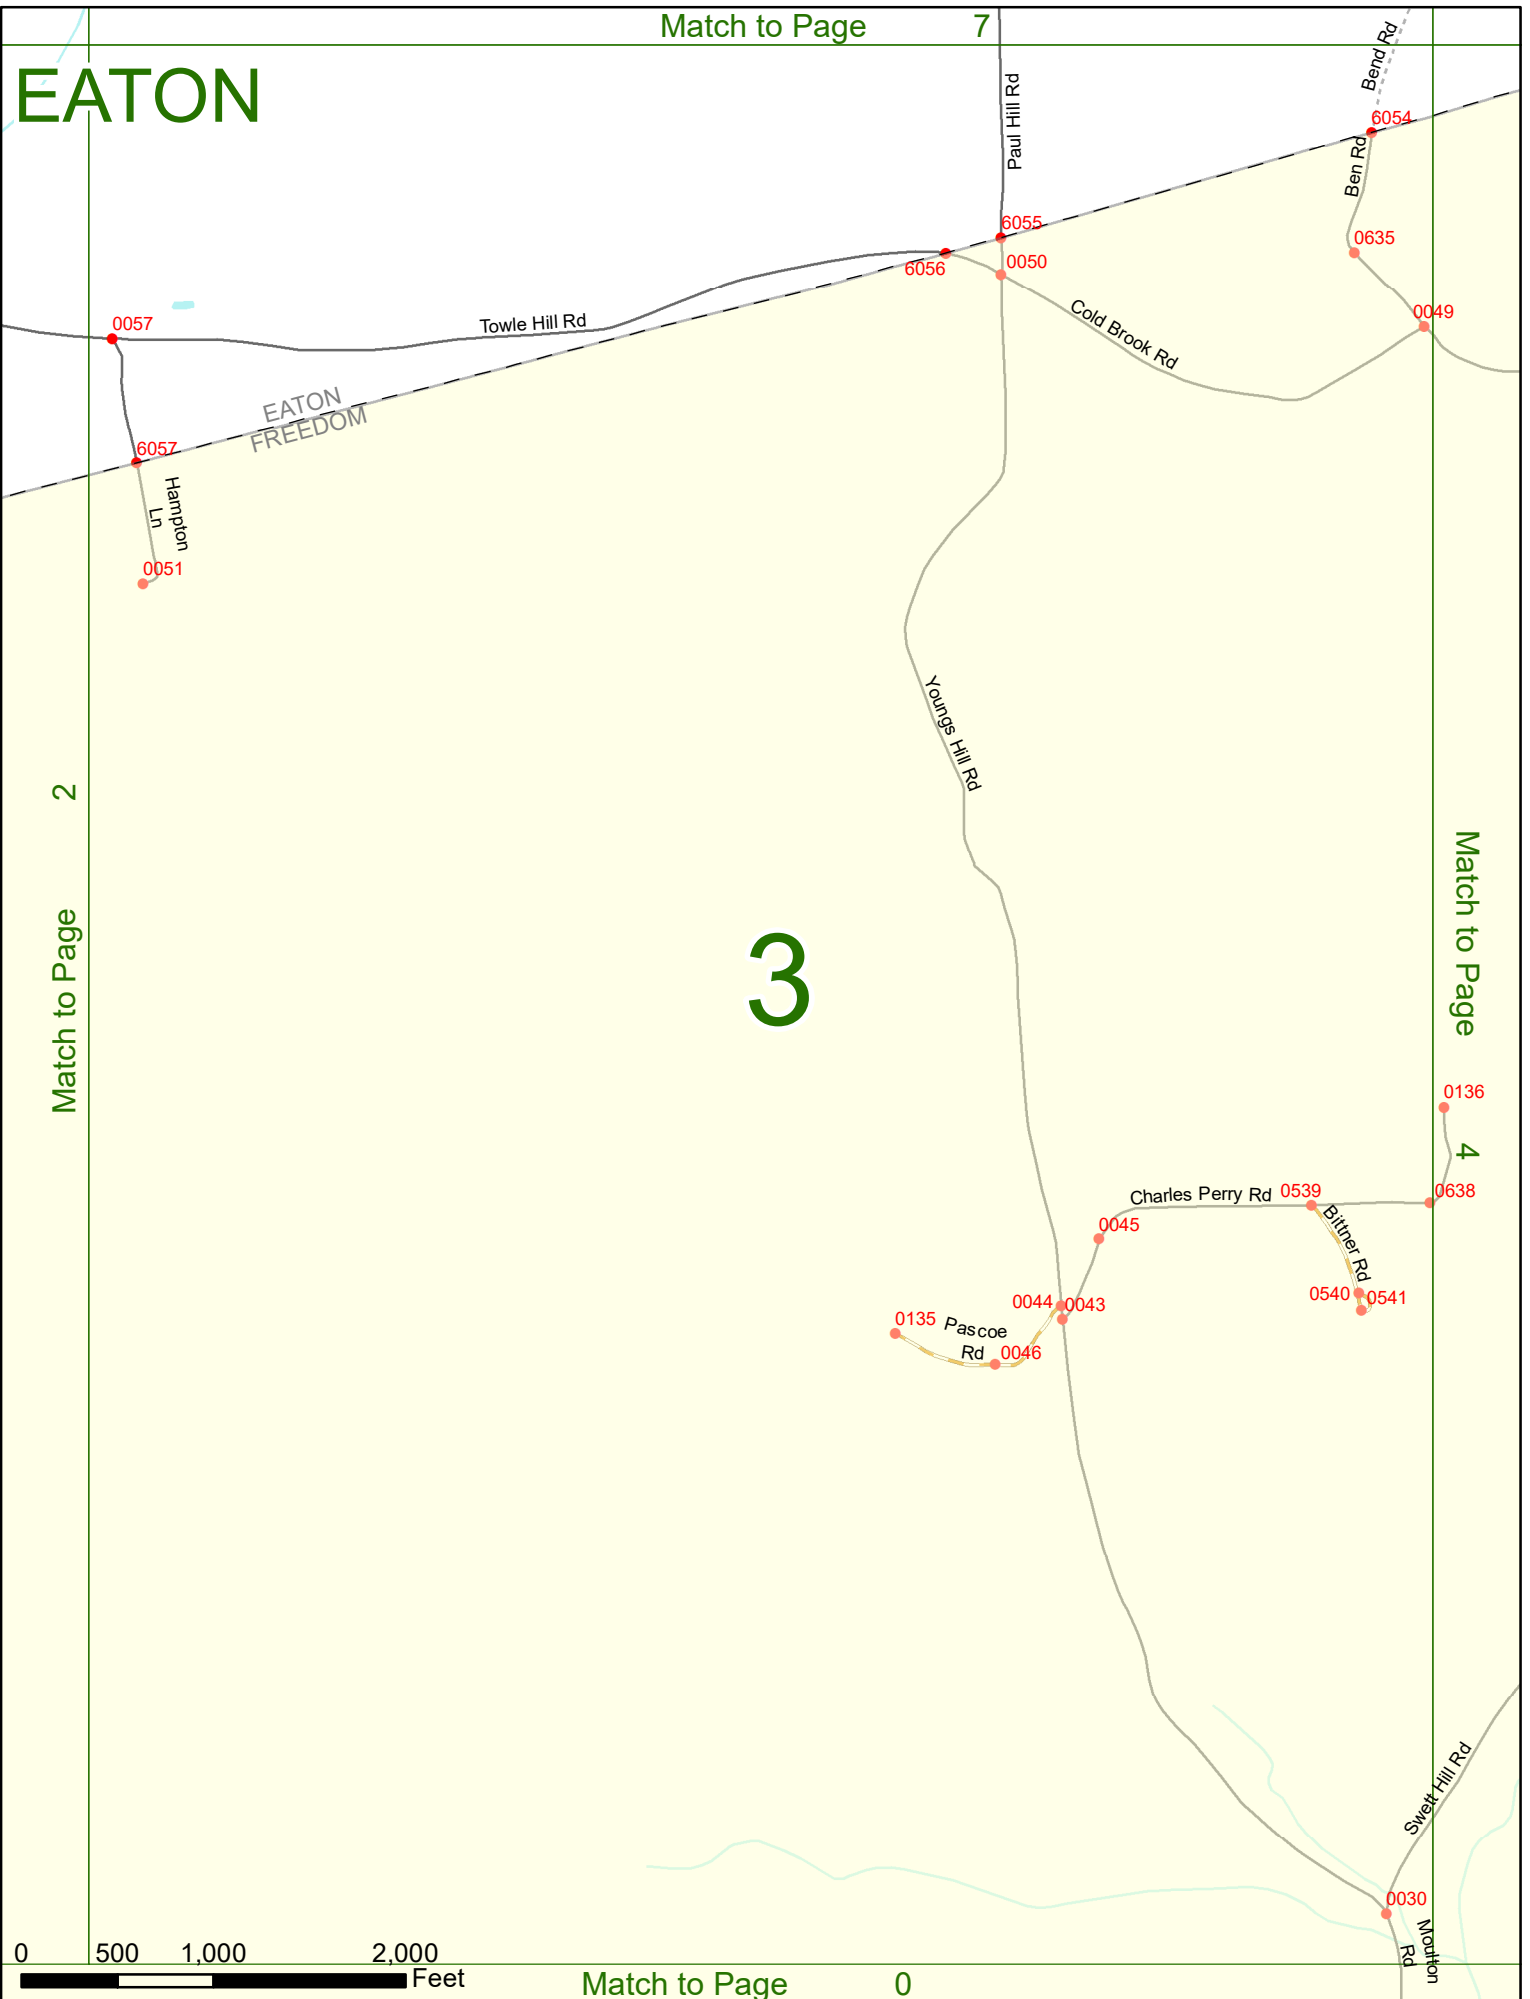 Match to Page 7
EATON
Bend Rd
Paul Hill Rd
6054
Ben Rd
6055
0635
6056
0050
0057
Towle Hill Rd
Cold Brook Rd
0049
EATON
FREEDOM
6057
Hampton
Ln
0051
Youngs Hill Rd
Match to Page 2
3
Match to Page 4
0136
Charles Perry Rd
0539
0638
0045
Bittner Rd
0044
0043
0540
0541
0135
Pascoe
Rd
0046
Swett Hill Rd
0030
Moulton
Rd
0 500 1,000 2,000
Feet
Match to Page 0